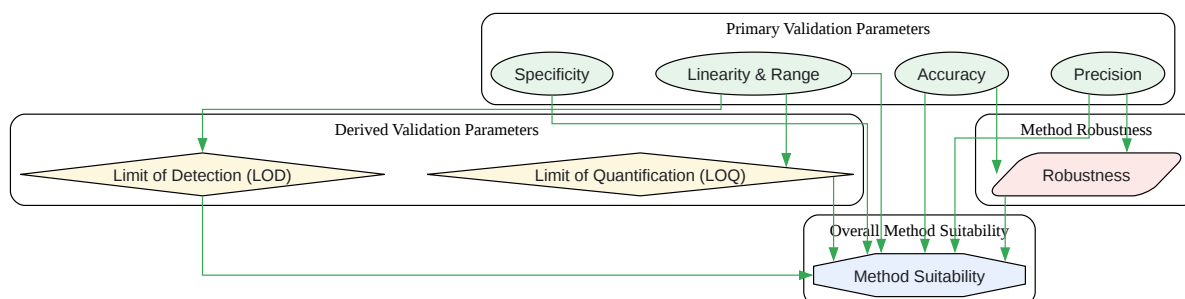 Primary Validation Parameters
Specificity
Linearity & Range
Accuracy
Precision
Derived Validation Parameters
Method Robustness
Limit of Detection (LOD)
Limit of Quantification (LOQ)
Robustness
Overall Method Suitability
Method Suitability